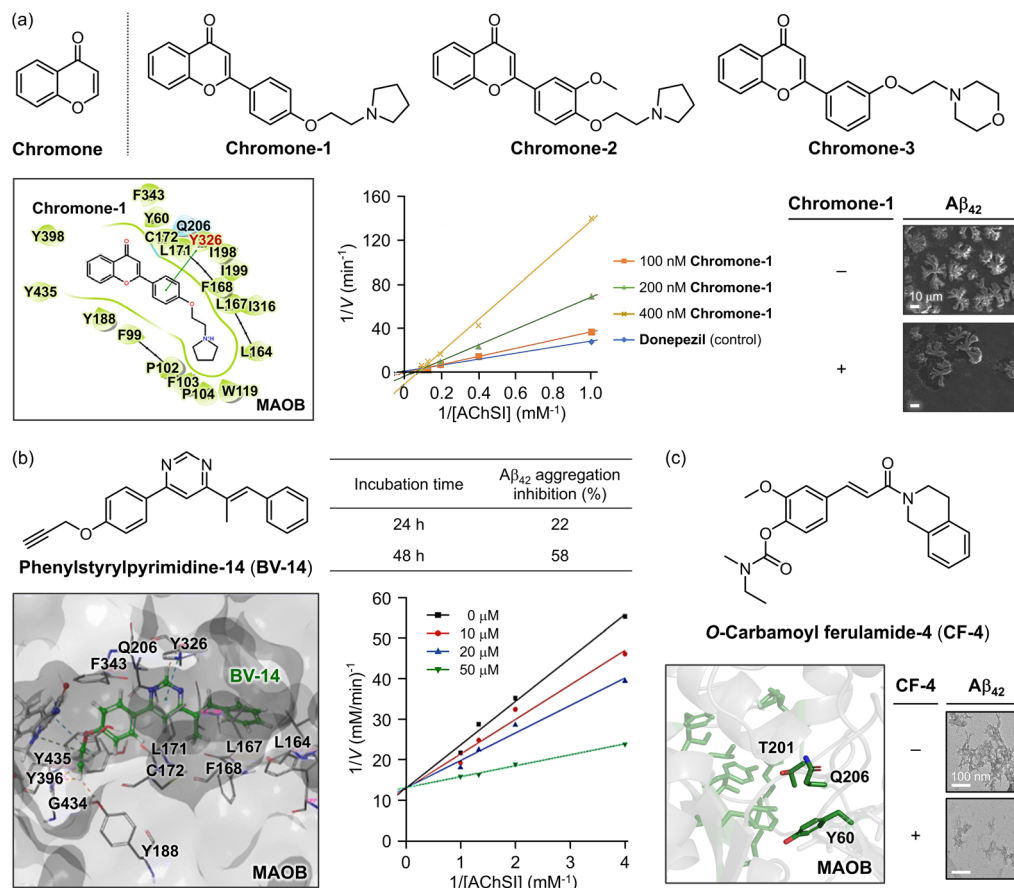 (a)
O
O
Chromone
O
O
O
N
Chromone-1
O
O
O
O
N
Chromone-2
O
O
O
N
O
Chromone-3
Chromone-1
F343
Y60
Q206
Y398
C172
Y326
L171
I198
I199
F168
Y435
L167
I316
Y188
F99
L164
P102
F103
P104
W119
O
O
O
NH
MAOB
160
120
80
40
0
1/V (min-1)
0
0.2
0.4
0.6
0.8
1.0
1/[AChSI] (mM-1)
100 nM Chromone-1
200 nM Chromone-1
400 nM Chromone-1
Donepezil (control)
Chromone-1
Aβ42
–
10 μm
+
(b)
N
N
O
Phenylstyrylpyrimidine-14 (BV-14)
Incubation time
Aβ42 aggregation
inhibition (%)
24 h
22
48 h
58
Q206
Y326
F343
BV-14
L171
L167
L164
Y435
C172
F168
Y396
G434
Y188
MAOB
60
50
40
30
20
10
0
1/V (mM/min)-1
0 μM
10 μM
20 μM
50 μM
0
1
2
3
4
1/[AChSI] (mM-1)
(c)
O
O
N
O
N
O
O-Carbamoyl ferulamide-4 (CF-4)
T201
Q206
Y60
MAOB
CF-4
Aβ42
–
100 nm
+